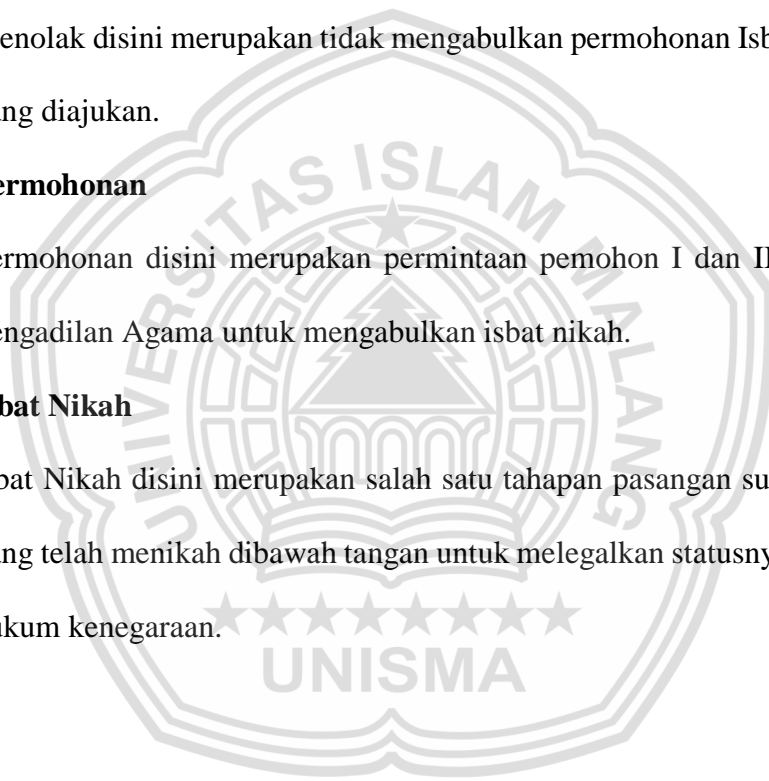 enolak disini merupakan tidak mengabulkan permohonan Isb
ng diajukan.
ermohonan
ermohonan disini merupakan permintaan pemohon I dan II
engadilan Agama untuk mengabulkan isbat nikah.
bat Nikah
bat Nikah disini merupakan salah satu tahapan pasangan su
ng telah menikah dibawah tangan untuk melegalkan statusny
ukum kenegaraan.
UNIVERSITAS ISLAM MALANG
UNISMA